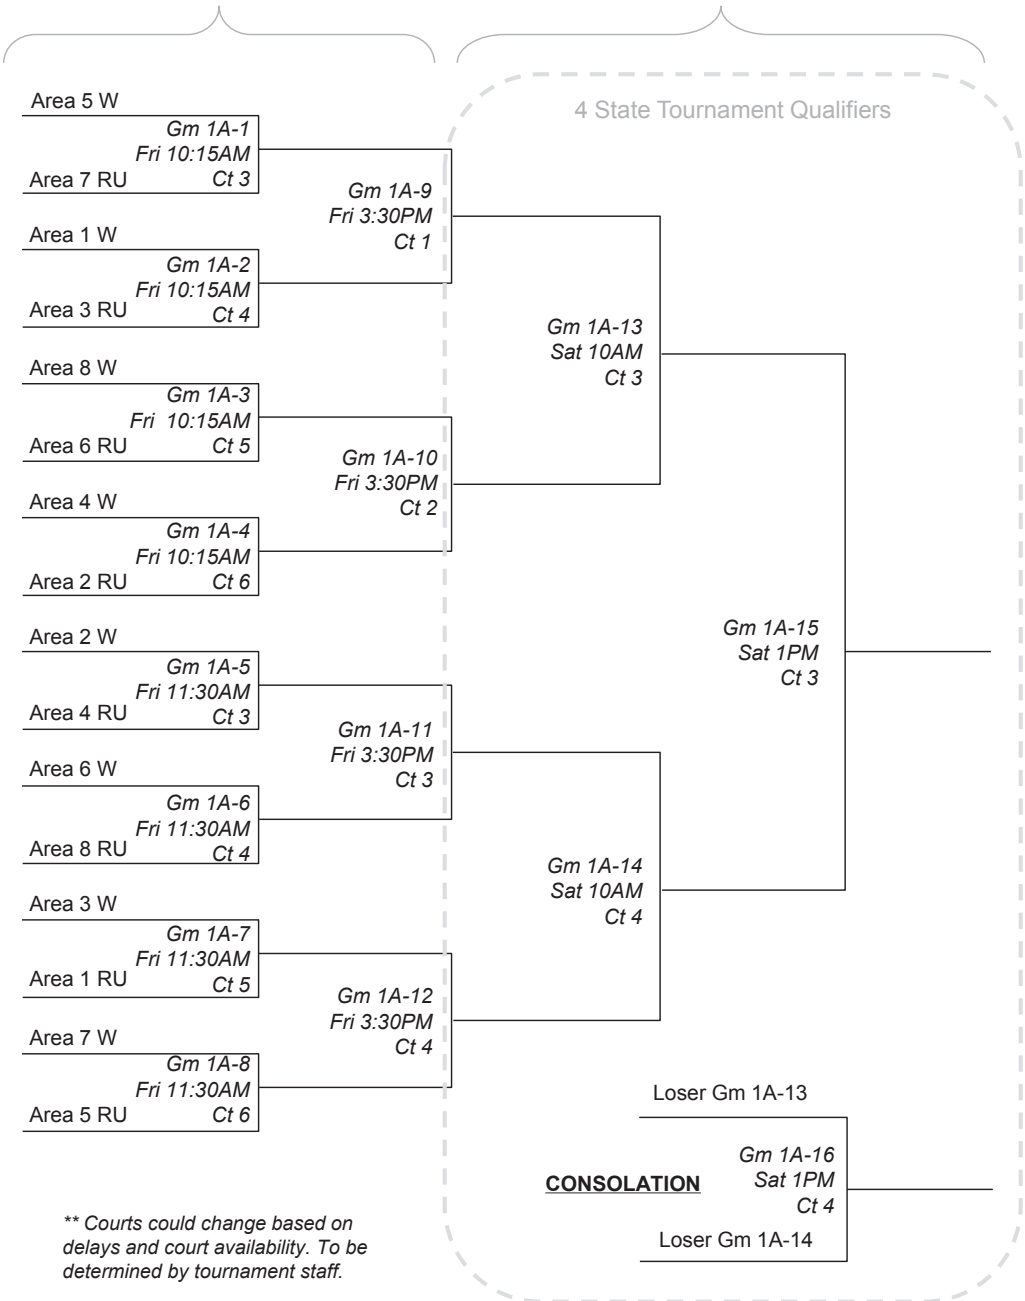 4 State Tournament Qualifiers
Area 5 W
Gm 1A-1
Fri 10:15AM
Area 7 RU
Ct 3
Area 1 W
Gm 1A-2
Fri 10:15AM
Area 3 RU
Ct 4
Area 8 W
Gm 1A-3
Fri 10:15AM
Area 6 RU
Ct 5
Area 4 W
Gm 1A-4
Fri 10:15AM
Area 2 RU
Ct 6
Area 2 W
Gm 1A-5
Fri 11:30AM
Area 4 RU
Ct 3
Area 6 W
Gm 1A-6
Fri 11:30AM
Area 8 RU
Ct 4
Area 3 W
Gm 1A-7
Fri 11:30AM
Area 1 RU
Ct 5
Area 7 W
Gm 1A-8
Fri 11:30AM
Area 5 RU
Ct 6
Gm 1A-9
Fri 3:30PM
Ct 1
Gm 1A-10
Fri 3:30PM
Ct 2
Gm 1A-11
Fri 3:30PM
Ct 3
Gm 1A-12
Fri 3:30PM
Ct 4
Gm 1A-13
Sat 10AM
Ct 3
Gm 1A-14
Sat 10AM
Ct 4
Gm 1A-15
Sat 1PM
Ct 3
Loser Gm 1A-13
Gm 1A-16
CONSOLATION
Sat 1PM
Ct 4
Loser Gm 1A-14
** Courts could change based on
delays and court availability. To be
determined by tournament staff.